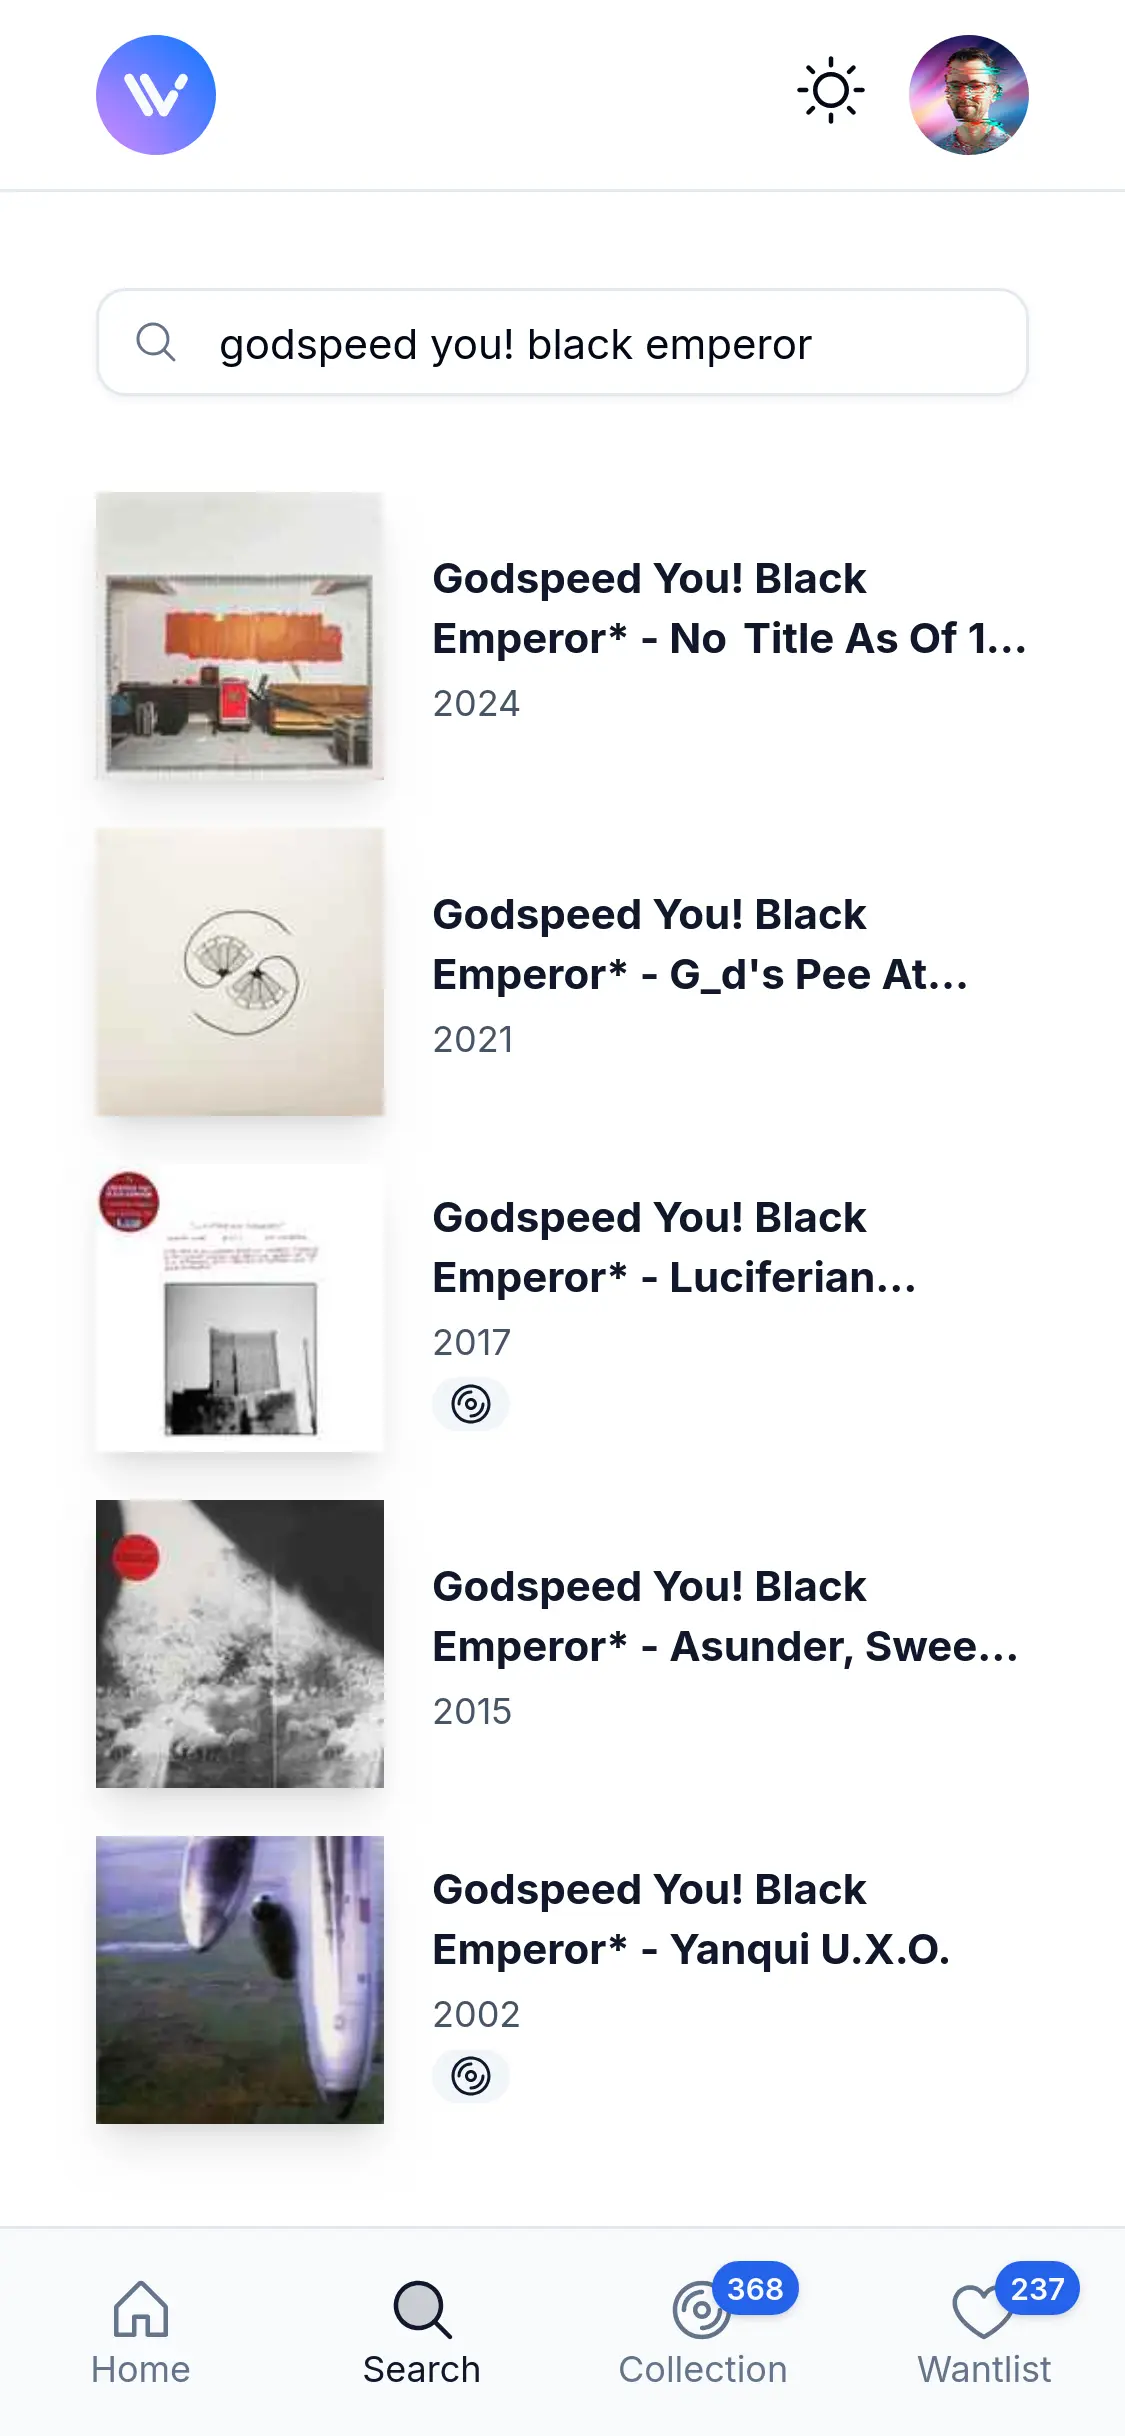 godspeed you! black emperor
Godspeed You! Black
Emperor* - No Title As Of 1...
2024
Godspeed You! Black
Emperor* - G_d's Pee At...
2021
Godspeed You! Black
Emperor* - Luciferian...
2017
Godspeed You! Black
Emperor* - Asunder, Swee...
2015
Godspeed You! Black
Emperor* - Yanqui U.X.O.
2002
368
237
Home
Search
Collection
Wantlist